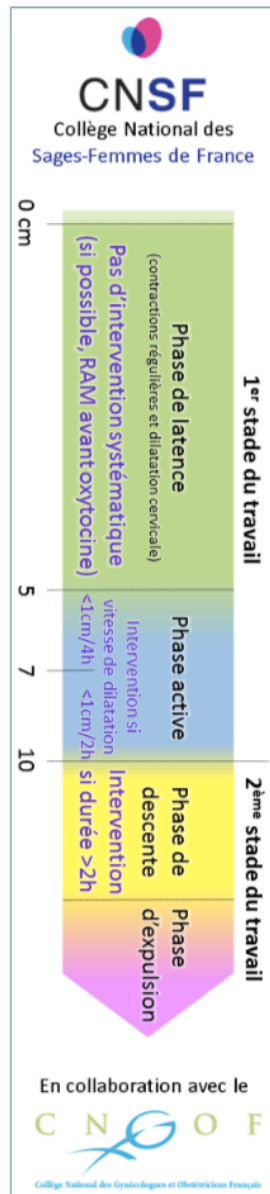 CNSF
Collège National des
Sages-Femmes de France
1er stade du travail
2ème stade du travail
0 cm
5
7
10
Phase de latence
(contractions régulières et dilatation cervicale)
Pas d'intervention systématique
(si possible, RAM avant oxytocine)
Phase active
Intervention si
vitesse de dilatation
<1cm/4h
<1cm/2h
Phase de
descente
Intervention
si durée >2h
Phase
d'expulsion
En collaboration avec le
CNGOF
Collège National des Gynécologues et Obstétriciens Français